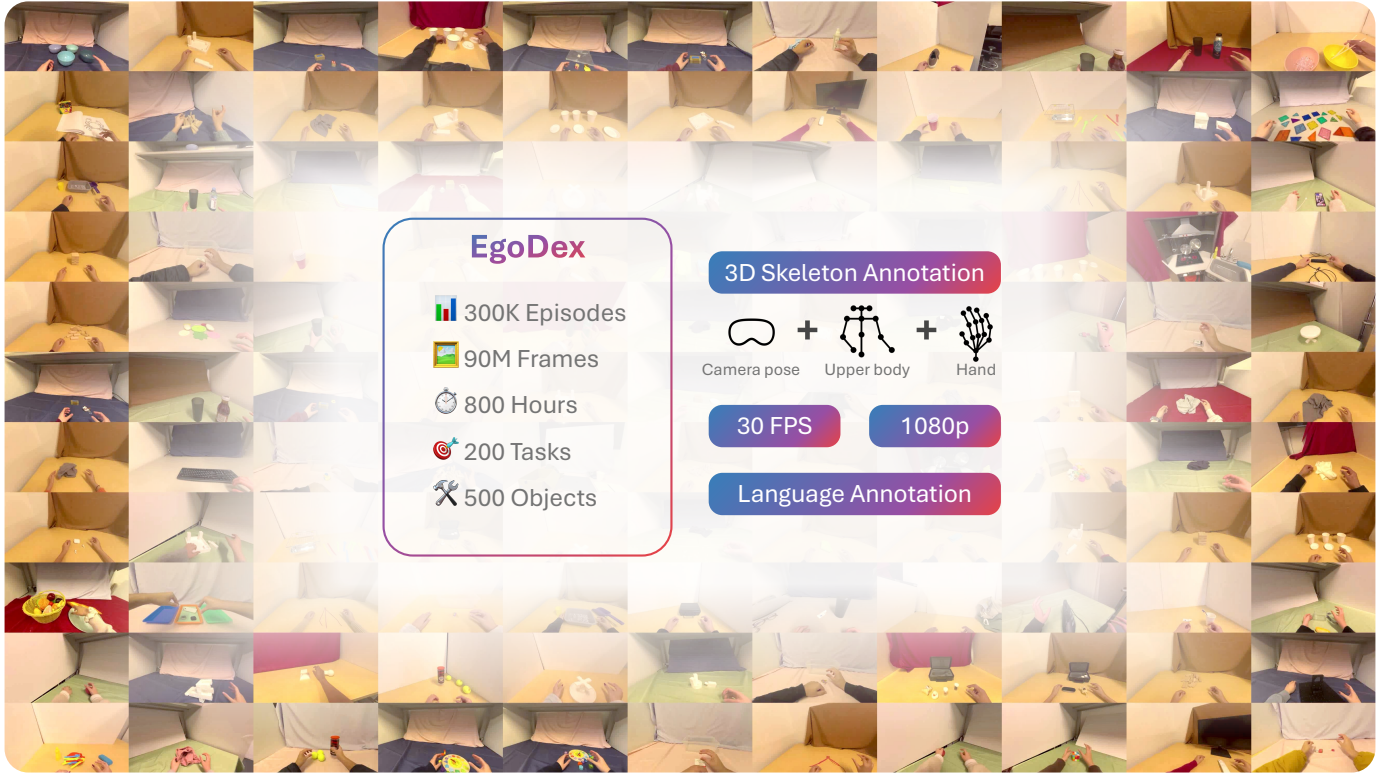 EgoDex
300K Episodes
90M Frames
800 Hours
200 Tasks
500 Objects
3D Skeleton Annotation
+ +
Camera pose Upper body Hand
30 FPS 1080p
Language Annotation